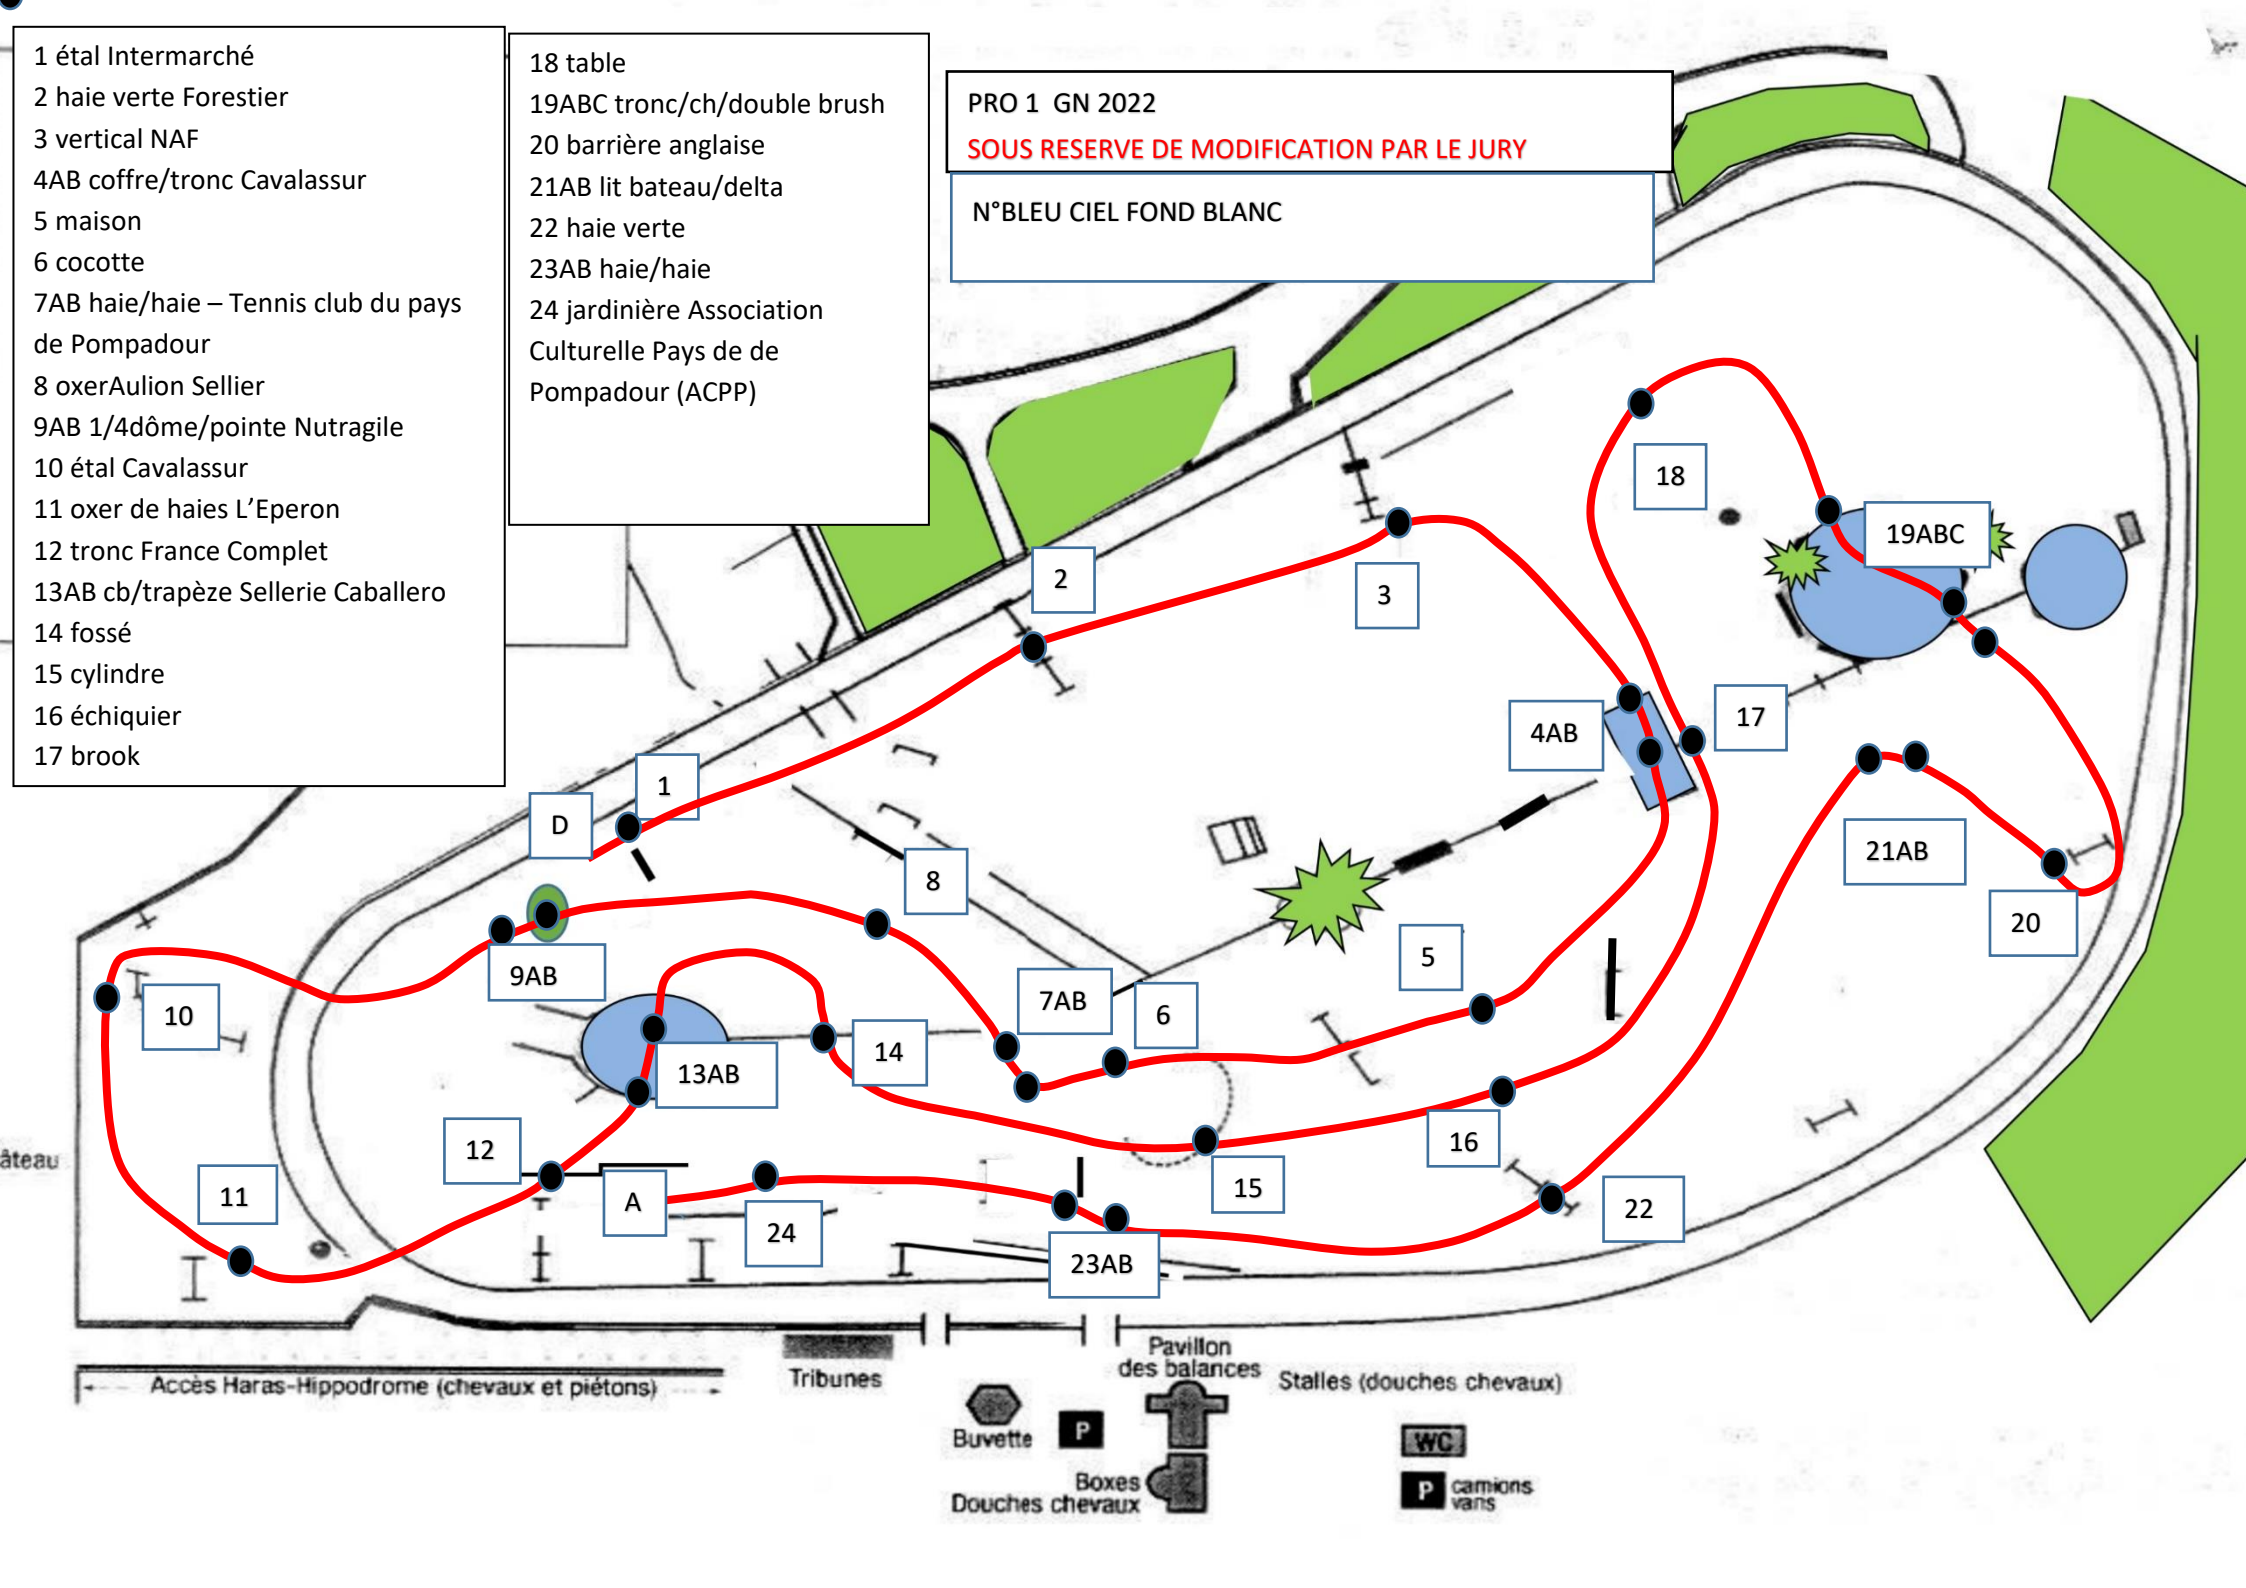 1 étal Intermarché
2 haie verte Forestier
3 vertical NAF
4AB coffre/tronc Cavalassur
5 maison
6 cocotte
7AB haie/haie – Tennis club du pays
de Pompadour
8 oxerAulion Sellier
9AB 1/4dôme/pointe Nutragile
10 étal Cavalassur
11 oxer de haies L'Eperon
12 tronc France Complet
13AB cb/trapèze Sellerie Caballero
14 fossé
15 cylindre
16 échiquier
17 brook
18 table
19ABC tronc/ch/double brush
20 barrière anglaise
21AB lit bateau/delta
22 haie verte
23AB haie/haie
24 jardinière Association
Culturelle Pays de de
Pompadour (ACPP)
PRO 1 GN 2022
SOUS RESERVE DE MODIFICATION PAR LE JURY
N°BLEU CIEL FOND BLANC
18
19ABC
2
3
17
4AB
1
D
21AB
8
20
5
9AB
7AB
6
10
14
13AB
16
12
15
11
A
22
24
23AB
âteau
Accès Haras-Hippodrome (chevaux et piétons)
Tribunes
Pavillon
des balances
Stalles (douches chevaux)
Buvette
P
WC
Boxes
Douches chevaux
P
camions
vans